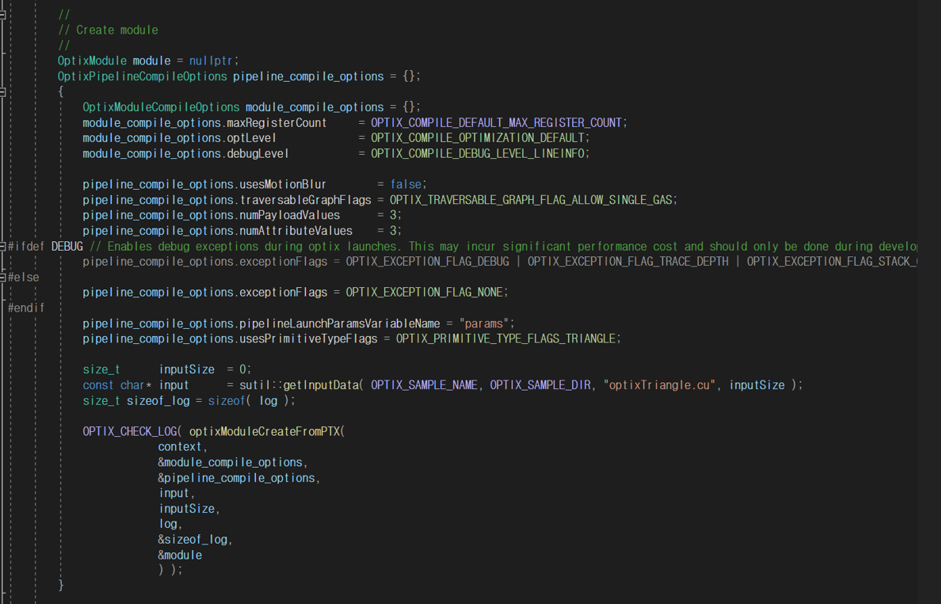 //
// Create module
//
OptixModule module = nullptr;
OptixPipelineCompileOptions pipeline_compile_options = {};
{
OptixModuleCompileOptions module_compile_options = {};
module_compile_options.maxRegisterCount     = OPTIX_COMPILE_DEFAULT_MAX_REGISTER_COUNT;
module_compile_options.optLevel             = OPTIX_COMPILE_OPTIMIZATION_DEFAULT;
module_compile_options.debugLevel           = OPTIX_COMPILE_DEBUG_LEVEL_LINEINFO;
pipeline_compile_options.usesMotionBlur        = false;
pipeline_compile_options.traversableGraphFlags = OPTIX_TRAVERSABLE_GRAPH_FLAG_ALLOW_SINGLE_GAS;
pipeline_compile_options.numPayloadValues      = 3;
pipeline_compile_options.numAttributeValues    = 3;
#ifdef DEBUG // Enables debug exceptions during optix launches. This may incur significant performance cost and should only be done during develo
pipeline_compile_options.exceptionFlags = OPTIX_EXCEPTION_FLAG_DEBUG | OPTIX_EXCEPTION_FLAG_TRACE_DEPTH | OPTIX_EXCEPTION_FLAG_STACK_
#else
pipeline_compile_options.exceptionFlags = OPTIX_EXCEPTION_FLAG_NONE;
#endif
pipeline_compile_options.pipelineLaunchParamsVariableName = "params";
pipeline_compile_options.usesPrimitiveTypeFlags = OPTIX_PRIMITIVE_TYPE_FLAGS_TRIANGLE;
size_t      inputSize  = 0;
const char* input      = sutil::getInputData( OPTIX_SAMPLE_NAME, OPTIX_SAMPLE_DIR, "optixTriangle.cu", inputSize );
size_t sizeof_log = sizeof( log );
OPTIX_CHECK_LOG( optixModuleCreateFromPTX(
context,
&module_compile_options,
&pipeline_compile_options,
input,
inputSize,
log,
&sizeof_log,
&module
) );
}